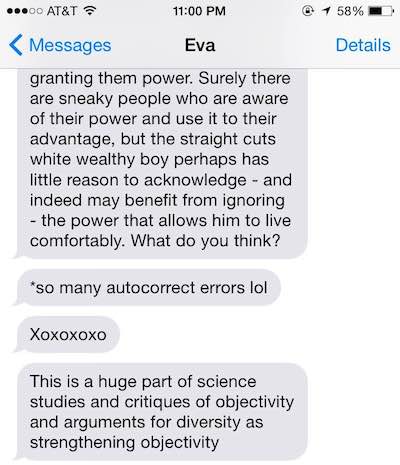 AT&T 11:00 PM 58%
Messages Eva Details
granting them power. Surely there
are sneaky people who are aware
of their power and use it to their
advantage, but the straight cuts
white wealthy boy perhaps has
little reason to acknowledge - and
indeed may benefit from ignoring
- the power that allows him to live
comfortably. What do you think?
*so many autocorrect errors lol
Xoxoxoxo
This is a huge part of science
studies and critiques of objectivity
and arguments for diversity as
strengthening objectivity